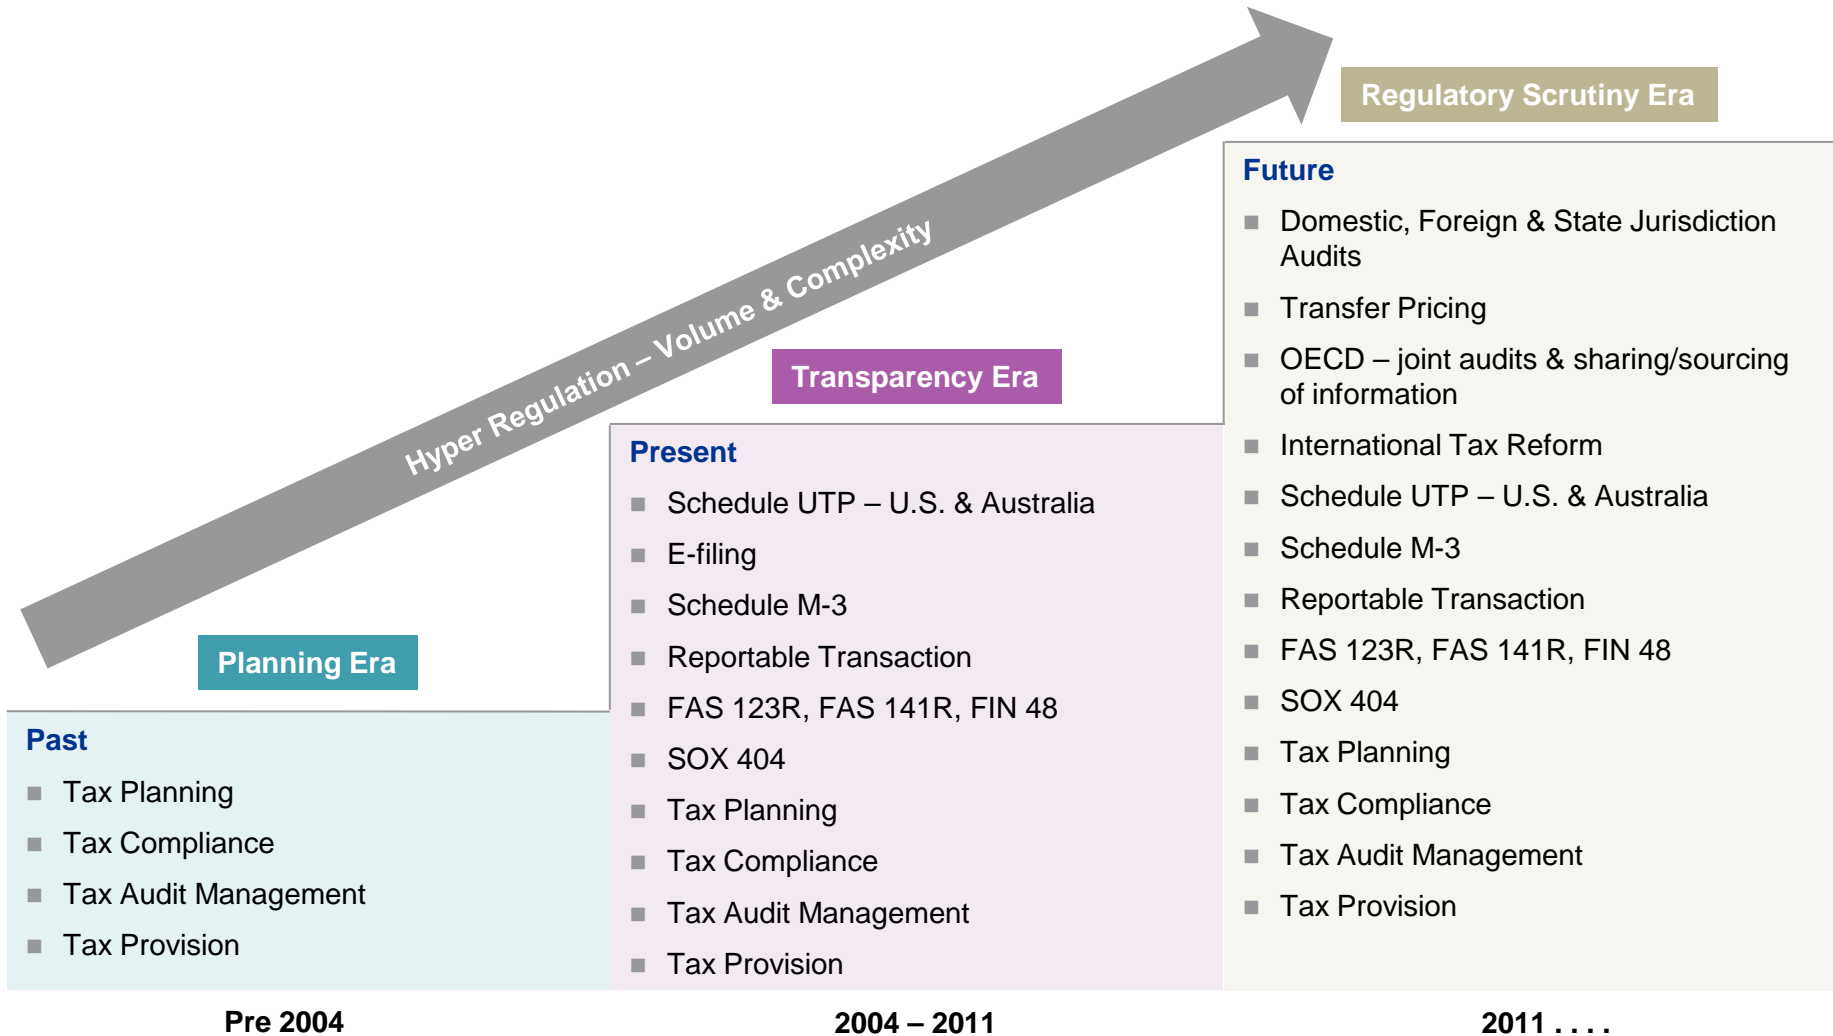 Regulatory Scrutiny Era
Hyper Regulation – Volume & Complexity
Transparency Era
Planning Era
Past
Tax Planning
Tax Compliance
Tax Audit Management
Tax Provision
Pre 2004
Present
Schedule UTP – U.S. & Australia
E-filing
Schedule M-3
Reportable Transaction
FAS 123R, FAS 141R, FIN 48
SOX 404
Tax Planning
Tax Compliance
Tax Audit Management
Tax Provision
2004 – 2011
Future
Domestic, Foreign & State Jurisdiction
Audits
Transfer Pricing
OECD – joint audits & sharing/sourcing
of information
International Tax Reform
Schedule UTP – U.S. & Australia
Schedule M-3
Reportable Transaction
FAS 123R, FAS 141R, FIN 48
SOX 404
Tax Planning
Tax Compliance
Tax Audit Management
Tax Provision
2011 . . . .